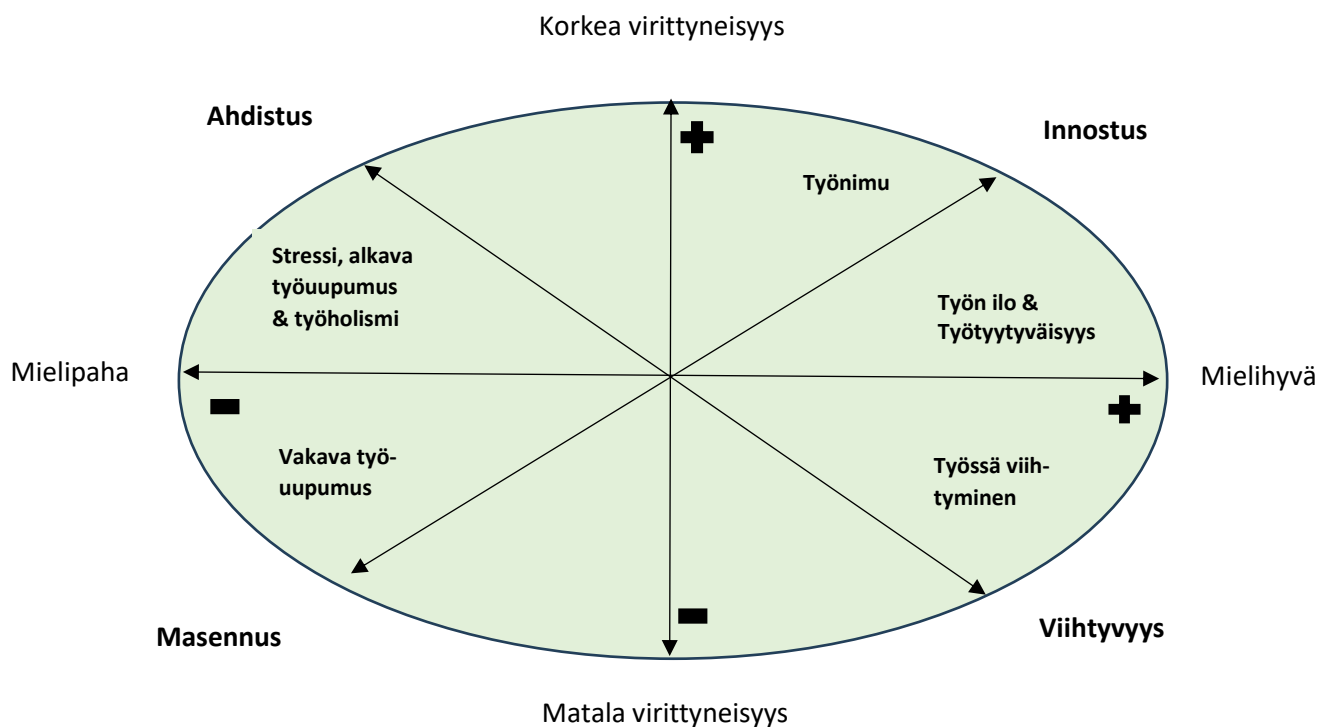 Korkea virittyneisyys
Ahdistus
Innostus
Työnimu
Stressi, alkava
työuupumus
& työholismi
Työn ilo &
Työtyytyväisyys
Mielipaha
Mielihyvä
Vakava työ-
uupumus
Työssä viih-
tyminen
Masennus
Viihtyvyys
Matala virittyneisyys